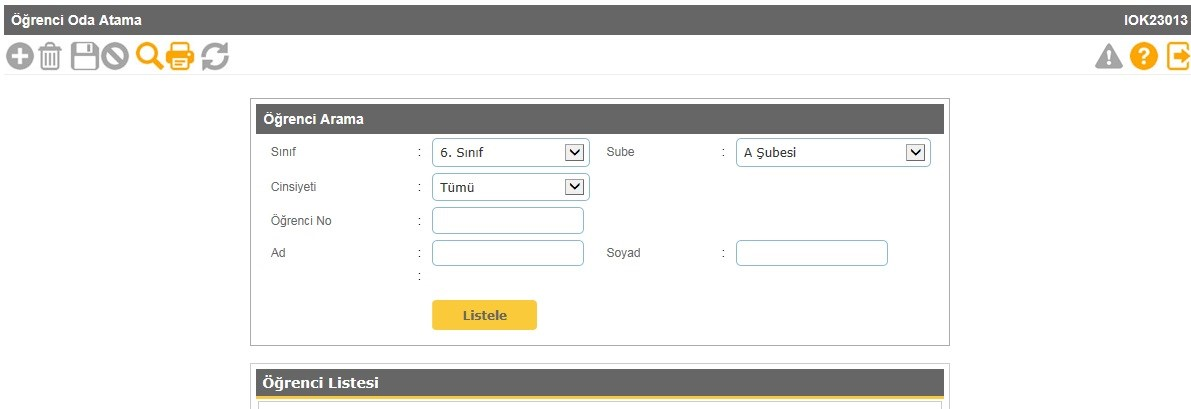 Öğrenci Oda Atama IOK23013
Öğrenci Arama
Sınıf : 6. Sınıf Sube : A Şubesi
Cinsiyeti : Tümü
Öğrenci No :
Ad : Soyad :
:
Listele
Öğrenci Listesi